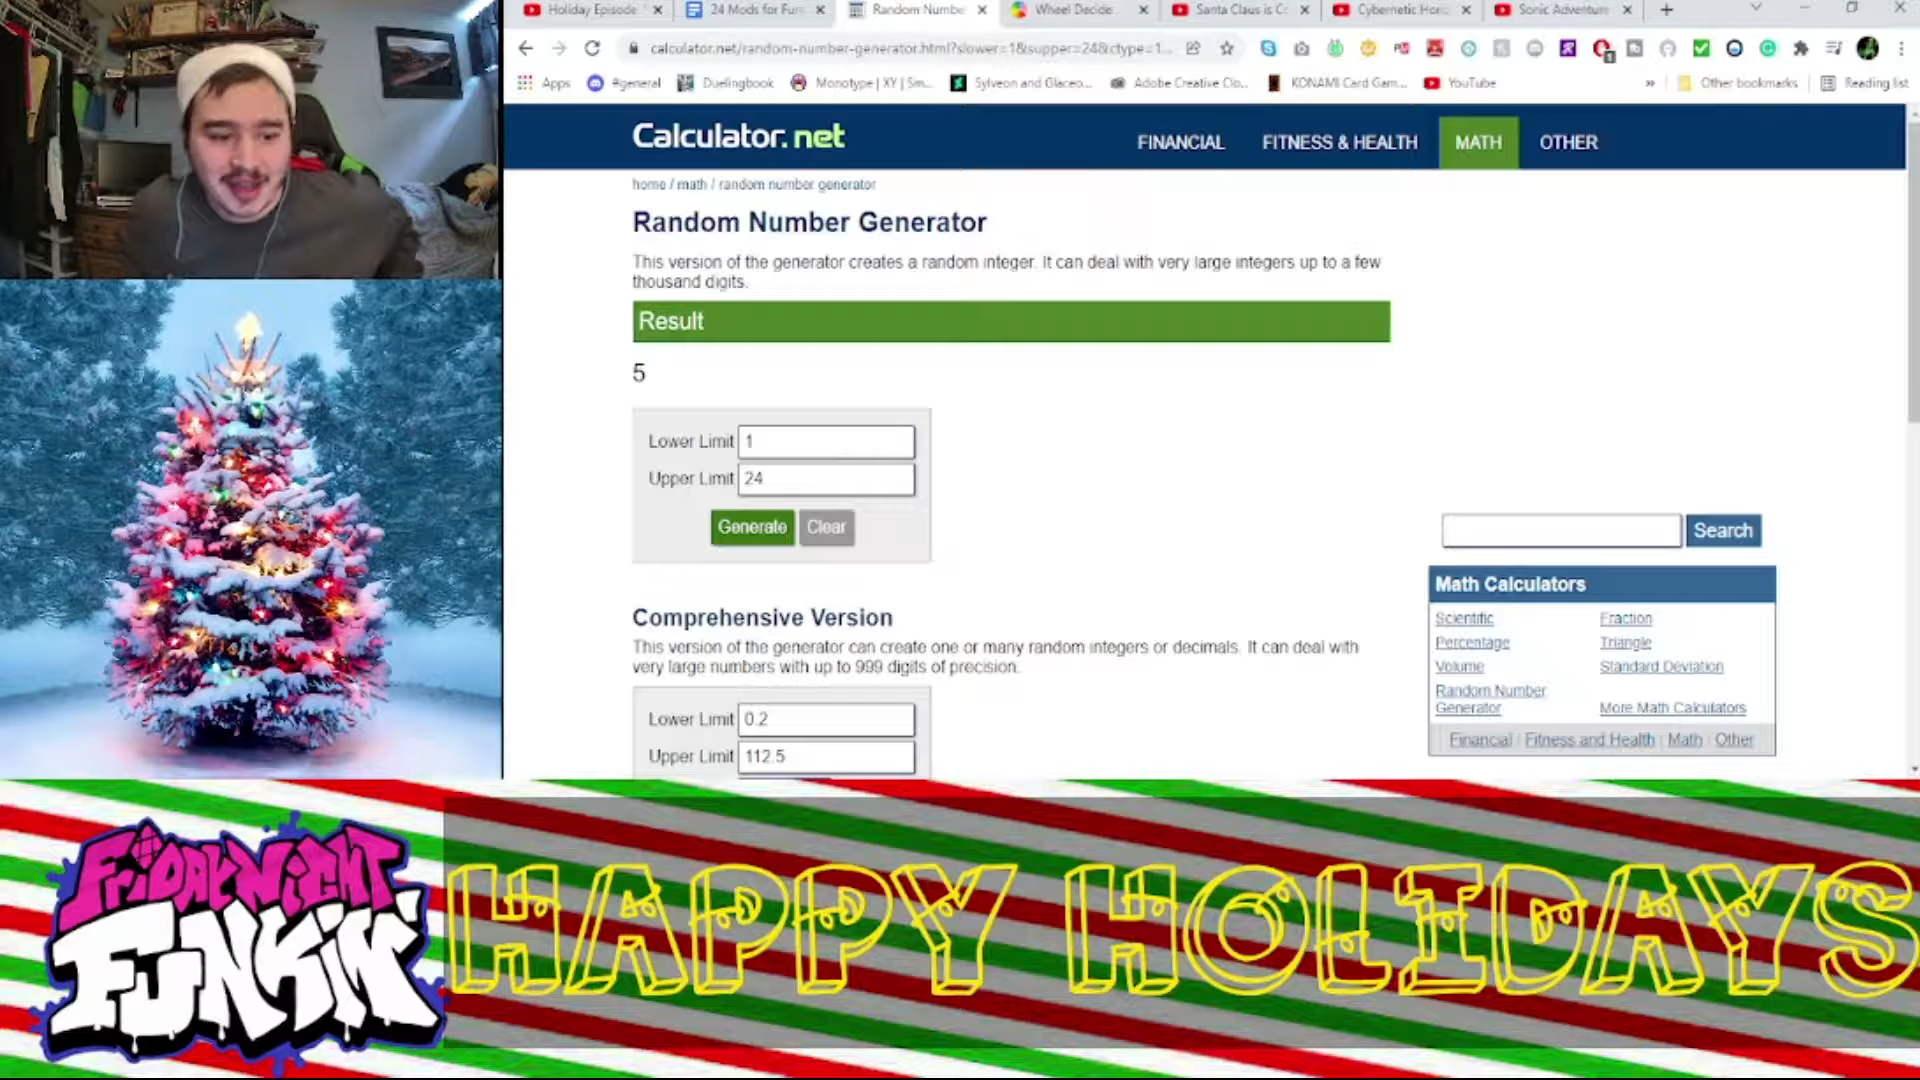 Holiday Episode
24 Mods for Fun
Random Numbe
Wheel Decide
Santa Claus is C
Cybernetic Hor
Sonic Adventure
calculator.net/random-number-generator.html?slower=1&supper=24&ctype=1...
Apps
#general
Duelingbook
Monotype | XY | Sm...
Sylveon and Glaceo...
Adobe Creative Clo...
KONAMI Card Gam...
YouTube
»
Other bookmarks
Reading list
Calculator.net
FINANCIAL
FITNESS & HEALTH
MATH
OTHER
home / math / random number generator
Random Number Generator
This version of the generator creates a random integer. It can deal with very large integers up to a few
thousand digits.
Result
5
Lower Limit 1
Upper Limit 24
Generate Clear
Search
Comprehensive Version
This version of the generator can create one or many random integers or decimals. It can deal with
very large numbers with up to 999 digits of precision.
Lower Limit 0.2
Upper Limit 112.5
Math Calculators
Scientific
Fraction
Percentage
Triangle
Volume
Standard Deviation
Random Number
Generator
More Math Calculators
Financial | Fitness and Health | Math | Other
FRIDAY NIGHT
FUNKIN'
HAPPY HOLIDAYS